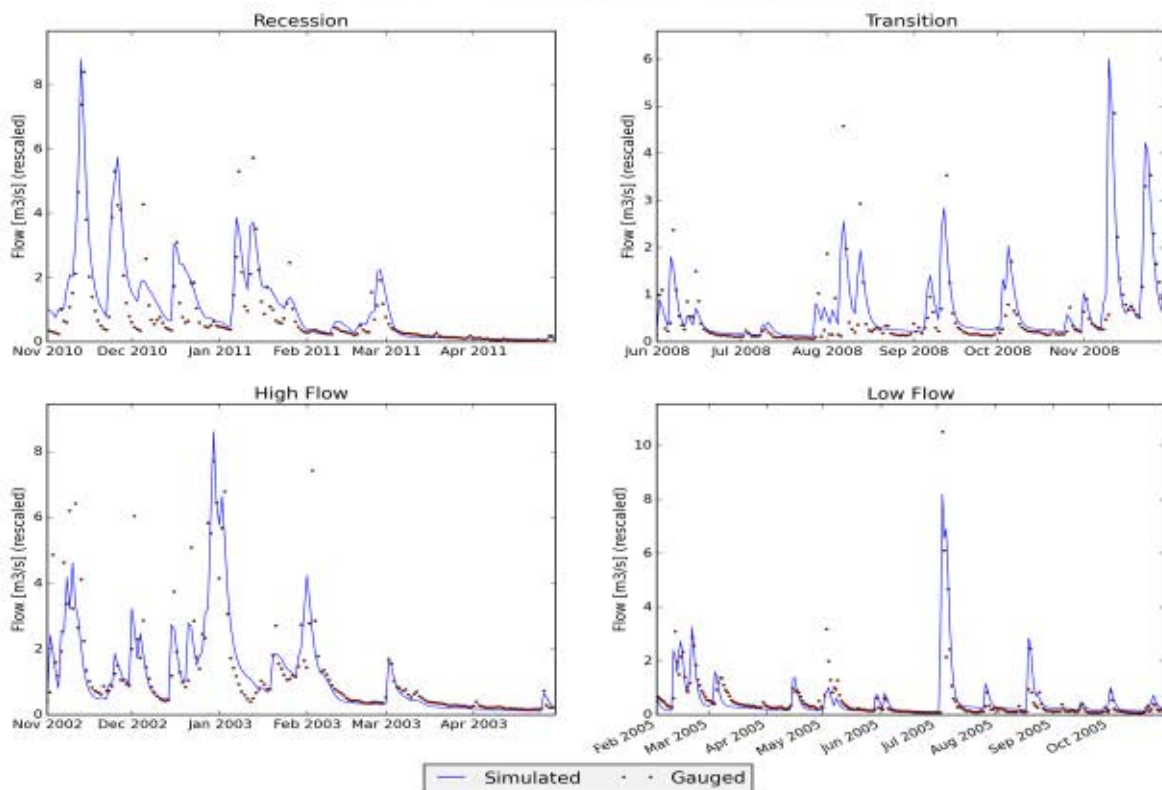 Recession
Flow [m3/s] (rescaled)
8
6
4
2
0
Nov 2010 Dec 2010 Jan 2011 Feb 2011 Mar 2011 Apr 2011
Transition
Flow [m3/s] (rescaled)
6
5
4
3
2
1
0
Jun 2008 Jul 2008 Aug 2008 Sep 2008 Oct 2008 Nov 2008
High Flow
Flow [m3/s] (rescaled)
8
6
4
2
0
Nov 2002 Dec 2002 Jan 2003 Feb 2003 Mar 2003 Apr 2003
Low Flow
Flow [m3/s] (rescaled)
10
8
6
4
2
0
Feb 2005 Mar 2005 Apr 2005 May 2005 Jun 2005 Jul 2005 Aug 2005 Sep 2005 Oct 2005
Simulated Gauged